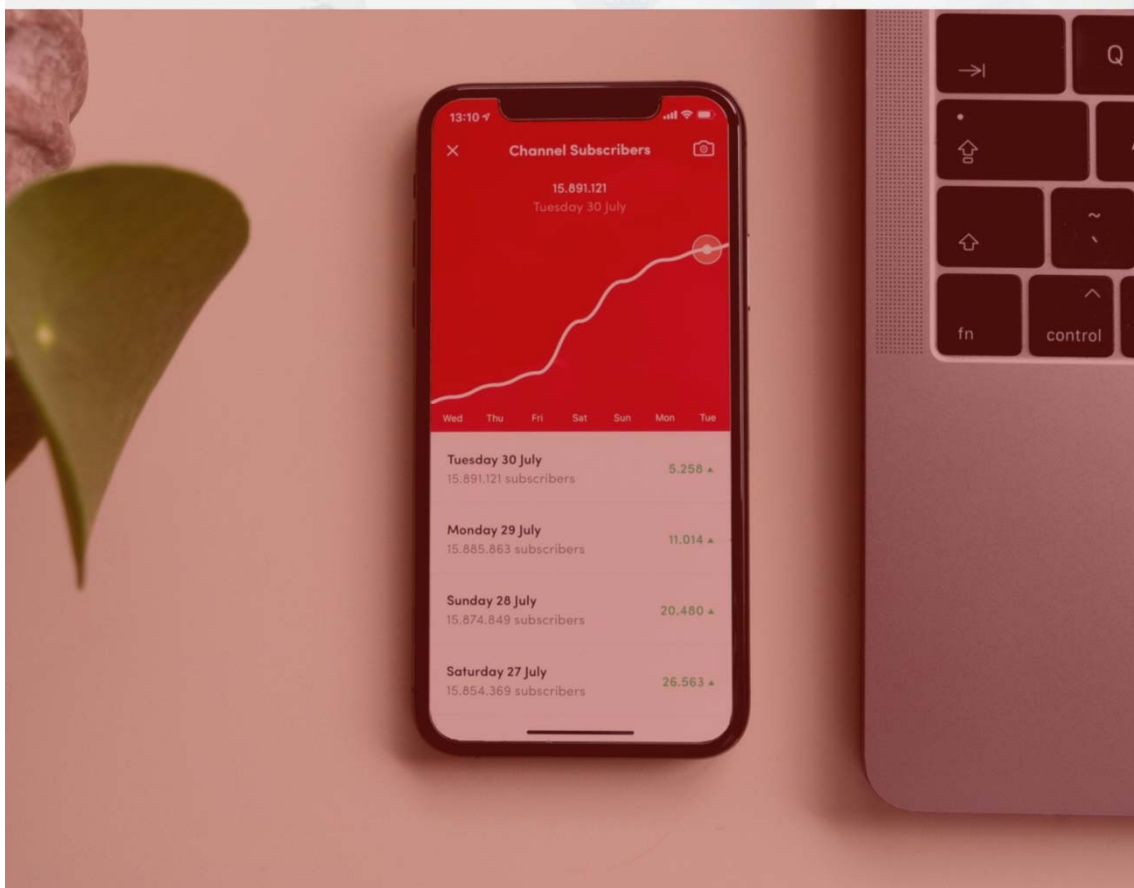 13:10
Channel Subscribers
15.891.121
Tuesday 30 July
Wed Thu Fri Sat Sun Mon Tue
Tuesday 30 July
15.891.121 subscribers
5.258 ▲
Monday 29 July
15.885.863 subscribers
11.014 ▲
Sunday 28 July
15.874.849 subscribers
20.480 ▲
Saturday 27 July
15.854.369 subscribers
26.563 ▲
Q
~
`
fn
control